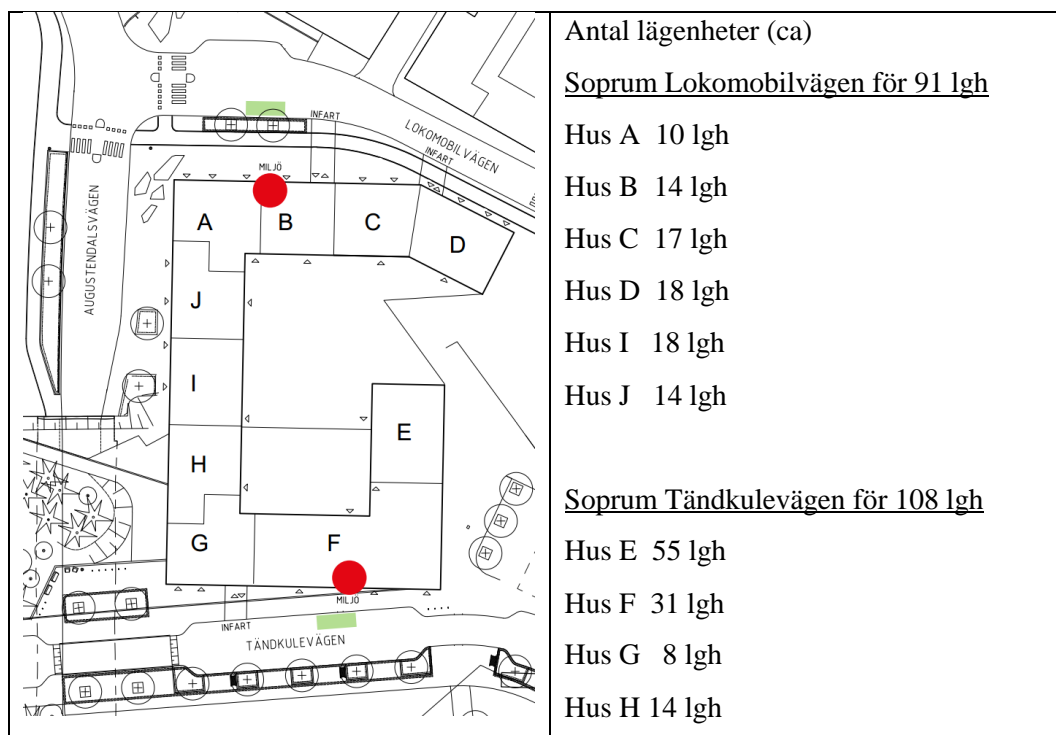 INFART
LOKOMOBILVÄGEN
INFART
MILJÖ
AUGUSTENDALSVÄGEN
A
B
C
D
J
I
E
H
G
F
MILJÖ
INFART
TÄNDKULEVÄGEN
Antal lägenheter (ca)
Soprum Lokomobilvägen för 91 lgh
Hus A 10 lgh
Hus B 14 lgh
Hus C 17 lgh
Hus D 18 lgh
Hus I 18 lgh
Hus J 14 lgh
Soprum Tändkulevägen för 108 lgh
Hus E 55 lgh
Hus F 31 lgh
Hus G 8 lgh
Hus H 14 lgh